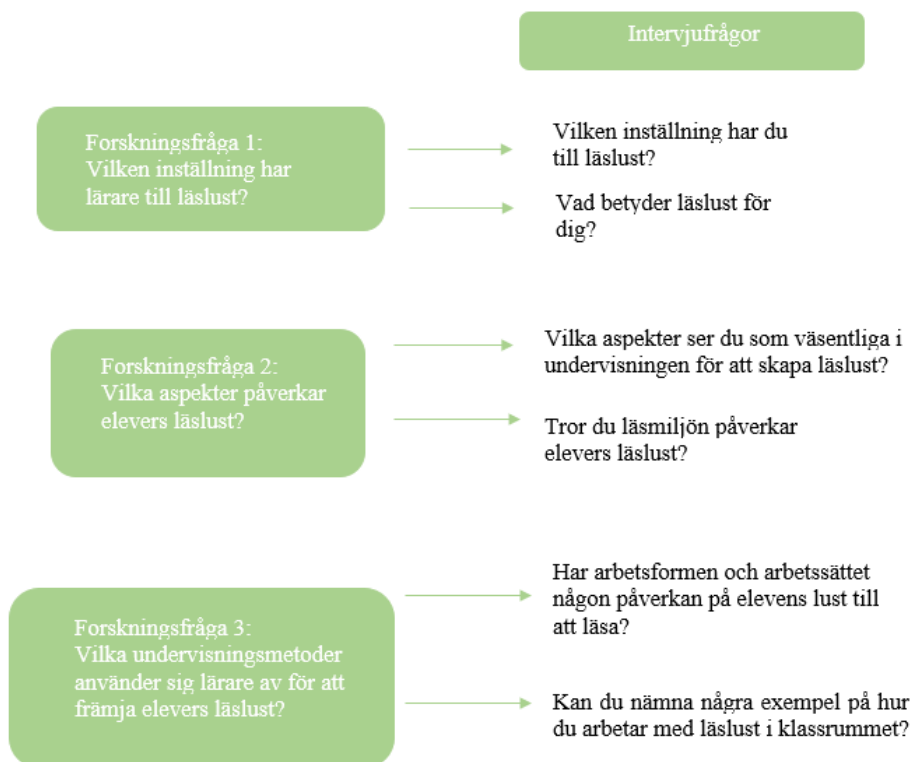 Intervjufrågor
Forskningsfråga 1:
Vilken inställning har
lärare till läslust?
Vilken inställning har du
till läslust?
Vad betyder läslust för
dig?
Forskningsfråga 2:
Vilka aspekter påverkar
elevers läslust?
Vilka aspekter ser du som väsentliga i
undervisningen för att skapa läslust?
Tror du läsmiljön påverkar
elevers läslust?
Forskningsfråga 3:
Vilka undervisningsmetoder
använder sig lärare av för att
främja elevers läslust?
Har arbetsformen och arbetssättet
någon påverkan på elevens lust till
att läsa?
Kan du nämna några exempel på hur
du arbetar med läslust i klassrummet?